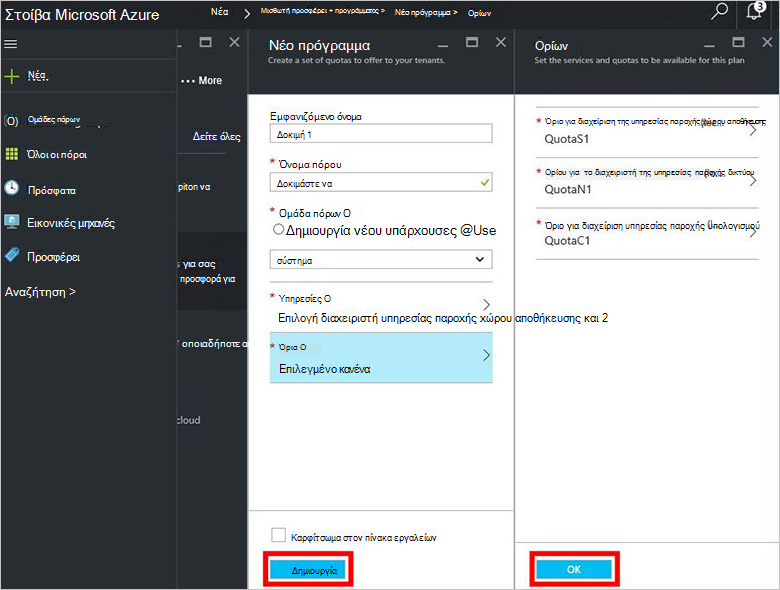 Στοίβα Microsoft Azure
Νέα
Μισθωτή προσφέρει + προγράμματος >
Νέο πρόγραμμα >
Ορίων
3
Νέα.
Ομάδες πόρων
Όλοι οι πόροι
Πρόσφατα
Εικονικές μηχανές
Προσφέρει
Αναζήτηση >
••• More
Δείτε όλες
piton να
s για σας
προσφορά για
οποιαδήποτε α
cloud
Νέο πρόγραμμα
Create a set of quotas to offer to your tenants.
Εμφανιζόμενο όνομα
Δοκιμή 1
* Όνομα πόρου
Δοκιμάστε να
* Ομάδα πόρων Ο
Δημιουργία νέου υπάρχουσες @Use
σύστημα
* Υπηρεσίες Ο
Επιλογή διαχειριστή υπηρεσίας παροχής χώρου αποθήκευσης και 2
* Όρια Ο
Επιλεγμένο κανένα
Καρφίτσωμα στον πίνακα εργαλείων
Δημιουργία
Ορίων
Set the services and quotas to be available for this plan
* Όριο για διαχείριση της υπηρεσίας παροχής χώρου αποθήκευσης
QuotaS1
* Ορίου για το διαχειριστή της υπηρεσίας παροχής δικτύου
QuotaN1
* Όριο για διαχείριση υπηρεσίας παροχής υπολογισμού
QuotaC1
OK